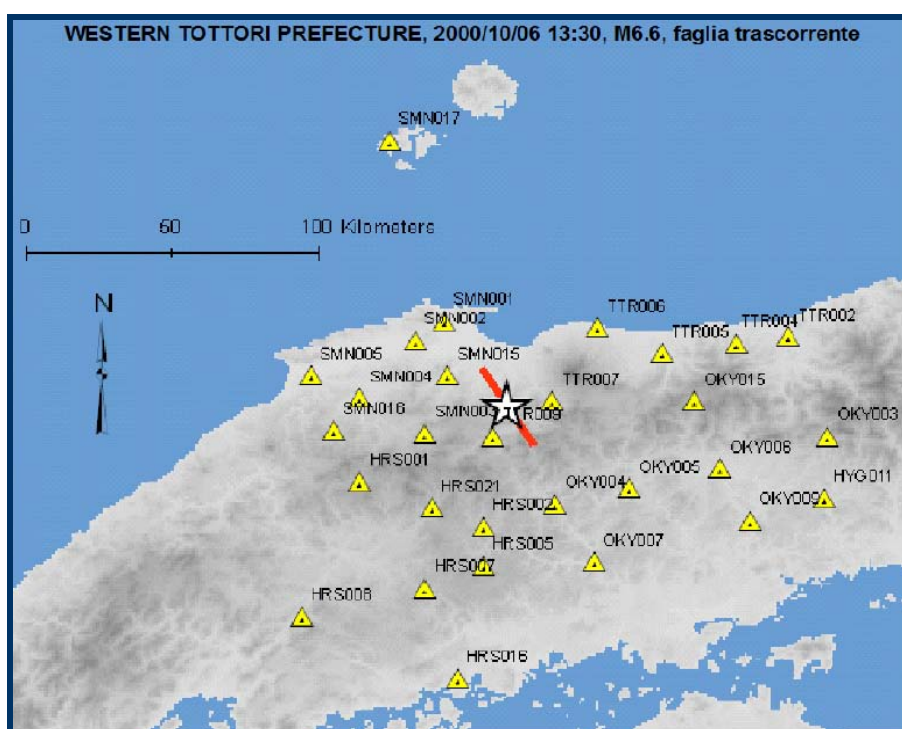 WESTERN TOTTORI PREFECTURE, 2000/10/06 13:30, M6.6, faglia trascorrente
SMN017
0 60 100 Kilometers
N
SMN001
SMN002
TTR006
TTR005
TTR004
TTR002
SMN005
SMN004
SMN015
TTR007
OKY015
SMN016
SMN003
OKY003
HRS001
HRS021
HRS002
OKY004
OKY005
OKY006
HYG011
OKY009
HRS005
OKY007
HRS007
HRS008
HRS016